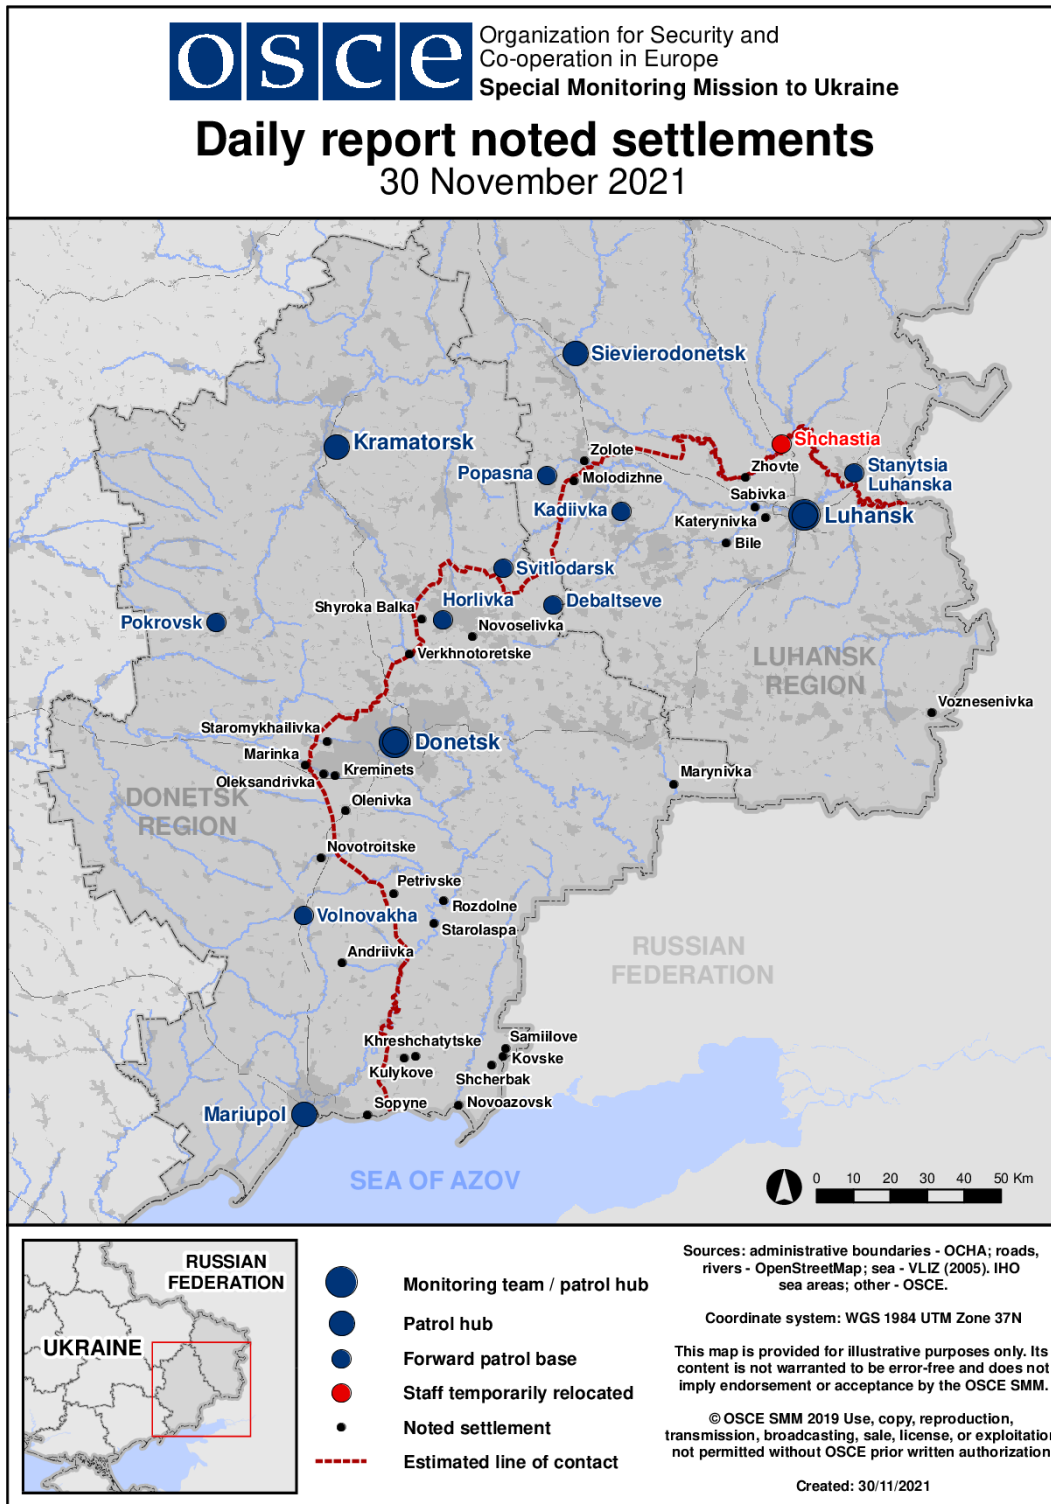 osce
Organization for Security and
Co-operation in Europe
Special Monitoring Mission to Ukraine
Daily report noted settlements
30 November 2021
Sievierodonetsk
Kramatorsk
Shchastia
Zolote
Popasna
Molodizhne
Zhovte
Stanytsia
Luhanska
Sabivka
Kadiivka
Katerynivka
Luhansk
Bile
Svitlodarsk
Horlivka
Debaltseve
Shyroka Balka
Pokrovsk
Novoselivka
Verkhnotoretske
LUHANSK
REGION
Voznesenivka
Staromykhailivka
Donetsk
Marinka
Kreminets
Oleksandrivka
Marynivka
DONETSK
REGION
Olenivka
Novotroitske
Petrivske
Rozdolne
Volnovakha
Starolaspa
Andriivka
RUSSIAN
FEDERATION
Khreshchatytske
Samiilove
Kovske
Kulykove
Shcherbak
Sopyne
Novoazovsk
Mariupol
SEA OF AZOV
0 10 20 30 40 50 Km
RUSSIAN
FEDERATION
UKRAINE
Monitoring team / patrol hub
Patrol hub
Forward patrol base
Staff temporarily relocated
Noted settlement
Estimated line of contact
Sources: administrative boundaries - OCHA; roads,
rivers - OpenStreetMap; sea - VLIZ (2005). IHO
sea areas; other - OSCE.
Coordinate system: WGS 1984 UTM Zone 37N
This map is provided for illustrative purposes only. Its
content is not warranted to be error-free and does not
imply endorsement or acceptance by the OSCE SMM.
© OSCE SMM 2019 Use, copy, reproduction,
transmission, broadcasting, sale, license, or exploitatio
not permitted without OSCE prior written authorization
Created: 30/11/2021